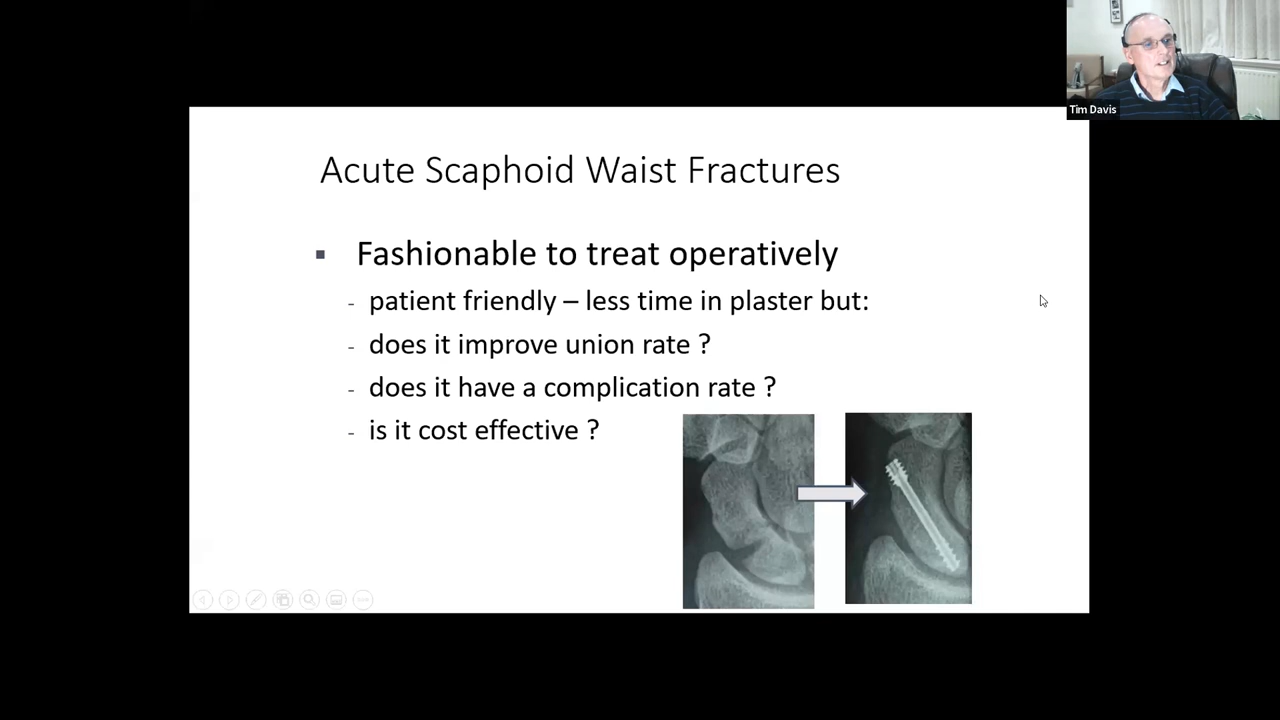 Tim Davis
Acute Scaphoid Waist Fractures
Fashionable to treat operatively
- patient friendly – less time in plaster but:
- does it improve union rate ?
- does it have a complication rate ?
- is it cost effective ?